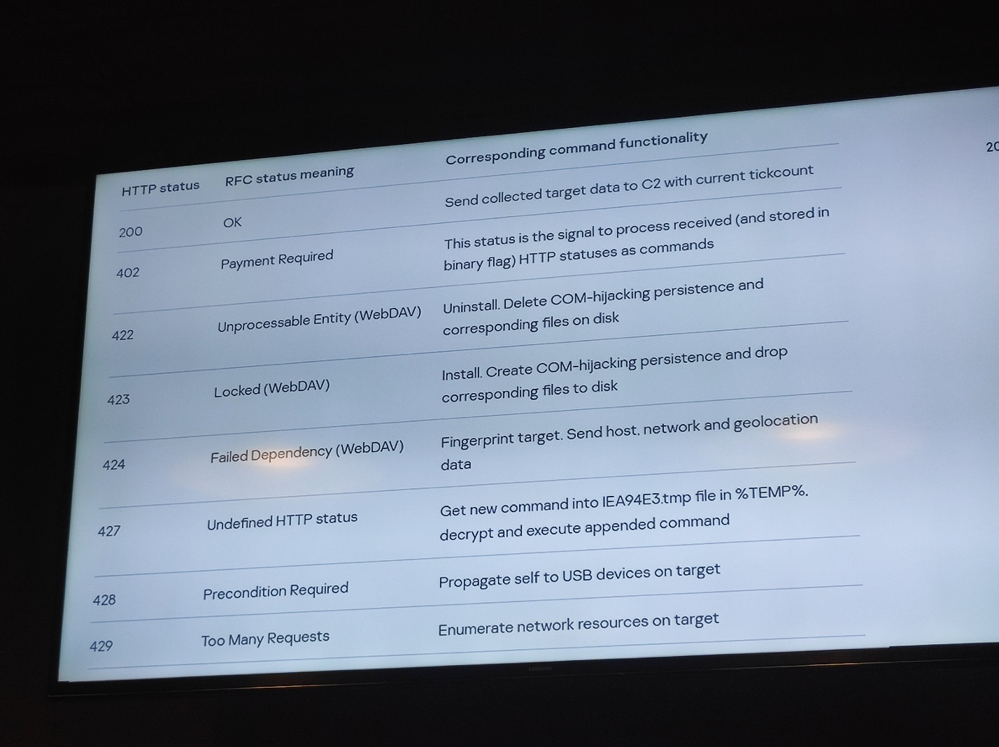 HTTP status RFC status meaning Corresponding command functionality
20
200 OK Send collected target data to C2 with current tickcount
402 Payment Required This status is the signal to process received (and stored in
binary flag) HTTP statuses as commands
422 Unprocessable Entity (WebDAV) Uninstall. Delete COM-hijacking persistence and
corresponding files on disk
423 Locked (WebDAV) Install. Create COM-hijacking persistence and drop
corresponding files to disk
424 Failed Dependency (WebDAV) Fingerprint target. Send host, network and geolocation
data
427 Undefined HTTP status Get new command into IEA94E3.tmp file in %TEMP%.
decrypt and execute appended command
428 Precondition Required Propagate self to USB devices on target
429 Too Many Requests Enumerate network resources on target
SAMSUNG